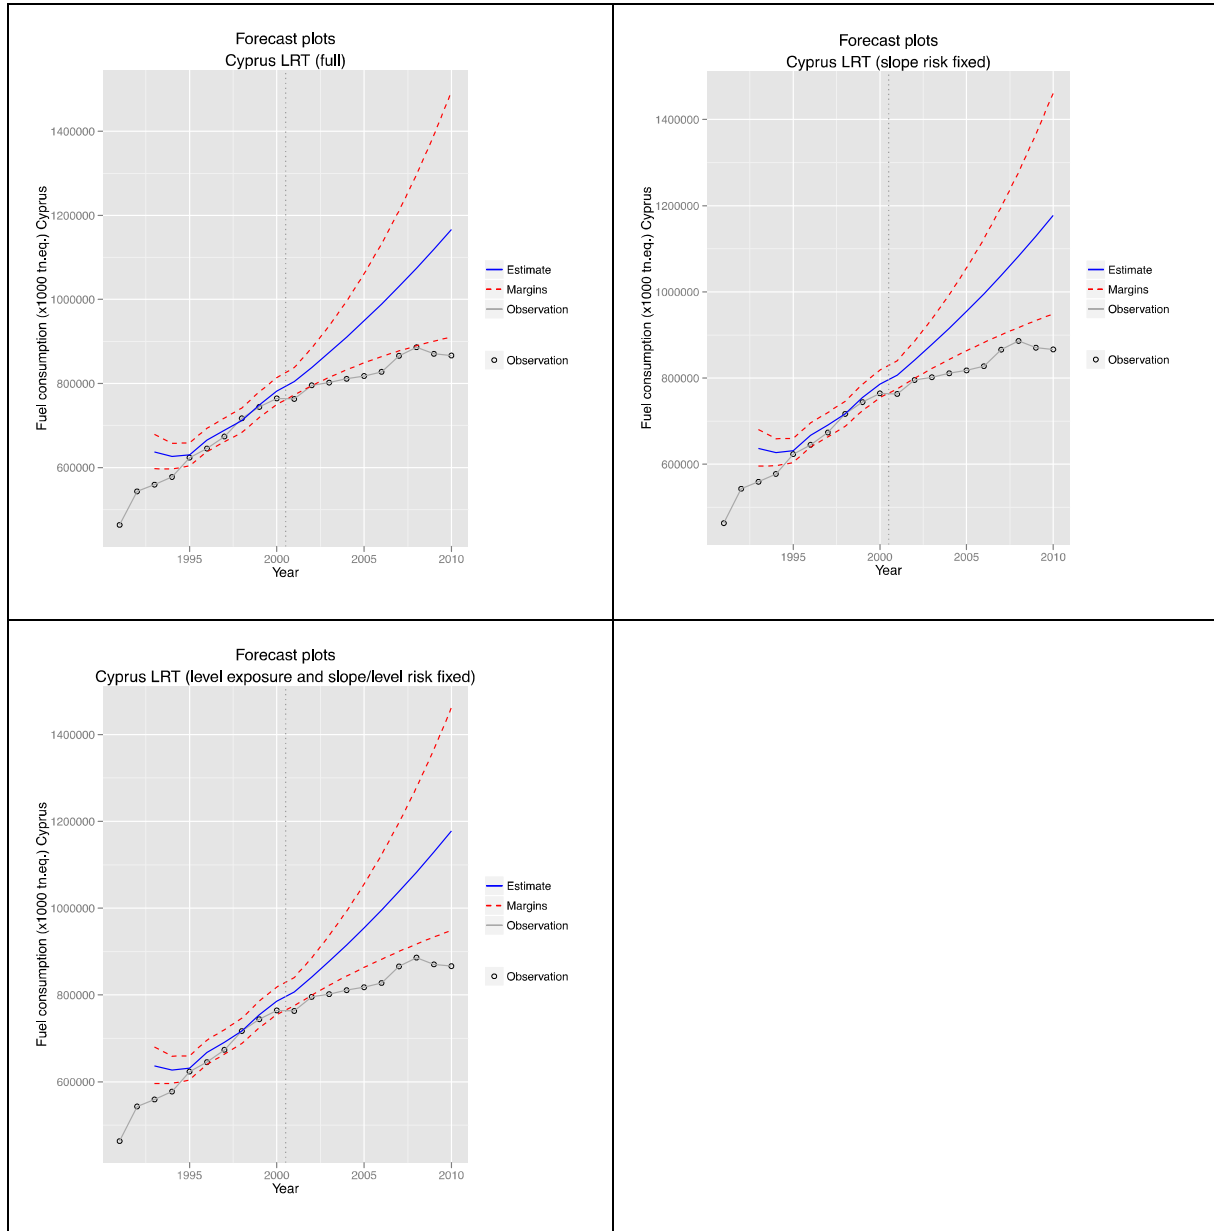 Forecast plots
Cyprus LRT (full)
1400000
1200000
1000000
800000
600000
Fuel consumption (x1000 tn.eq.) Cyprus
1995
2000
2005
2010
Year
Estimate
Margins
Observation
Observation
Forecast plots
Cyprus LRT (slope risk fixed)
1400000
1200000
1000000
800000
600000
Fuel consumption (x1000 tn.eq.) Cyprus
1995
2000
2005
2010
Year
Estimate
Margins
Observation
Observation
Forecast plots
Cyprus LRT (level exposure and slope/level risk fixed)
1400000
1200000
1000000
800000
600000
Fuel consumption (x1000 tn.eq.) Cyprus
1995
2000
2005
2010
Year
Estimate
Margins
Observation
Observation